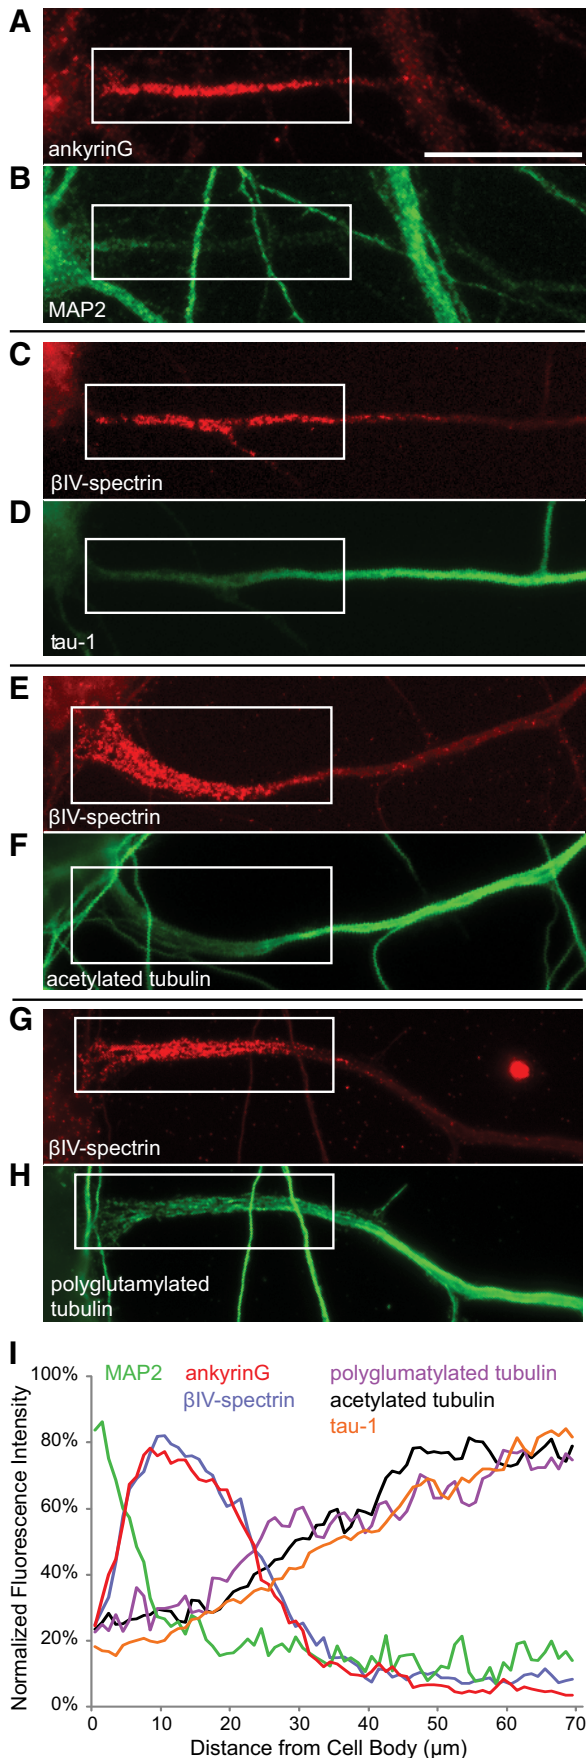 A
ankyrinG
B
MAP2
C
βIV-spectrin
D
tau-1
E
βIV-spectrin
F
acetylated tubulin
G
βIV-spectrin
H
polyglutamylated
tubulin
I
MAP2 ankyrinG polyglumatylated tubulin
βIV-spectrin acetylated tubulin
tau-1
100%
80%
60%
40%
20%
0%
Normalized Fluorescence Intensity
0 10 20 30 40 50 60 70
Distance from Cell Body (µm)